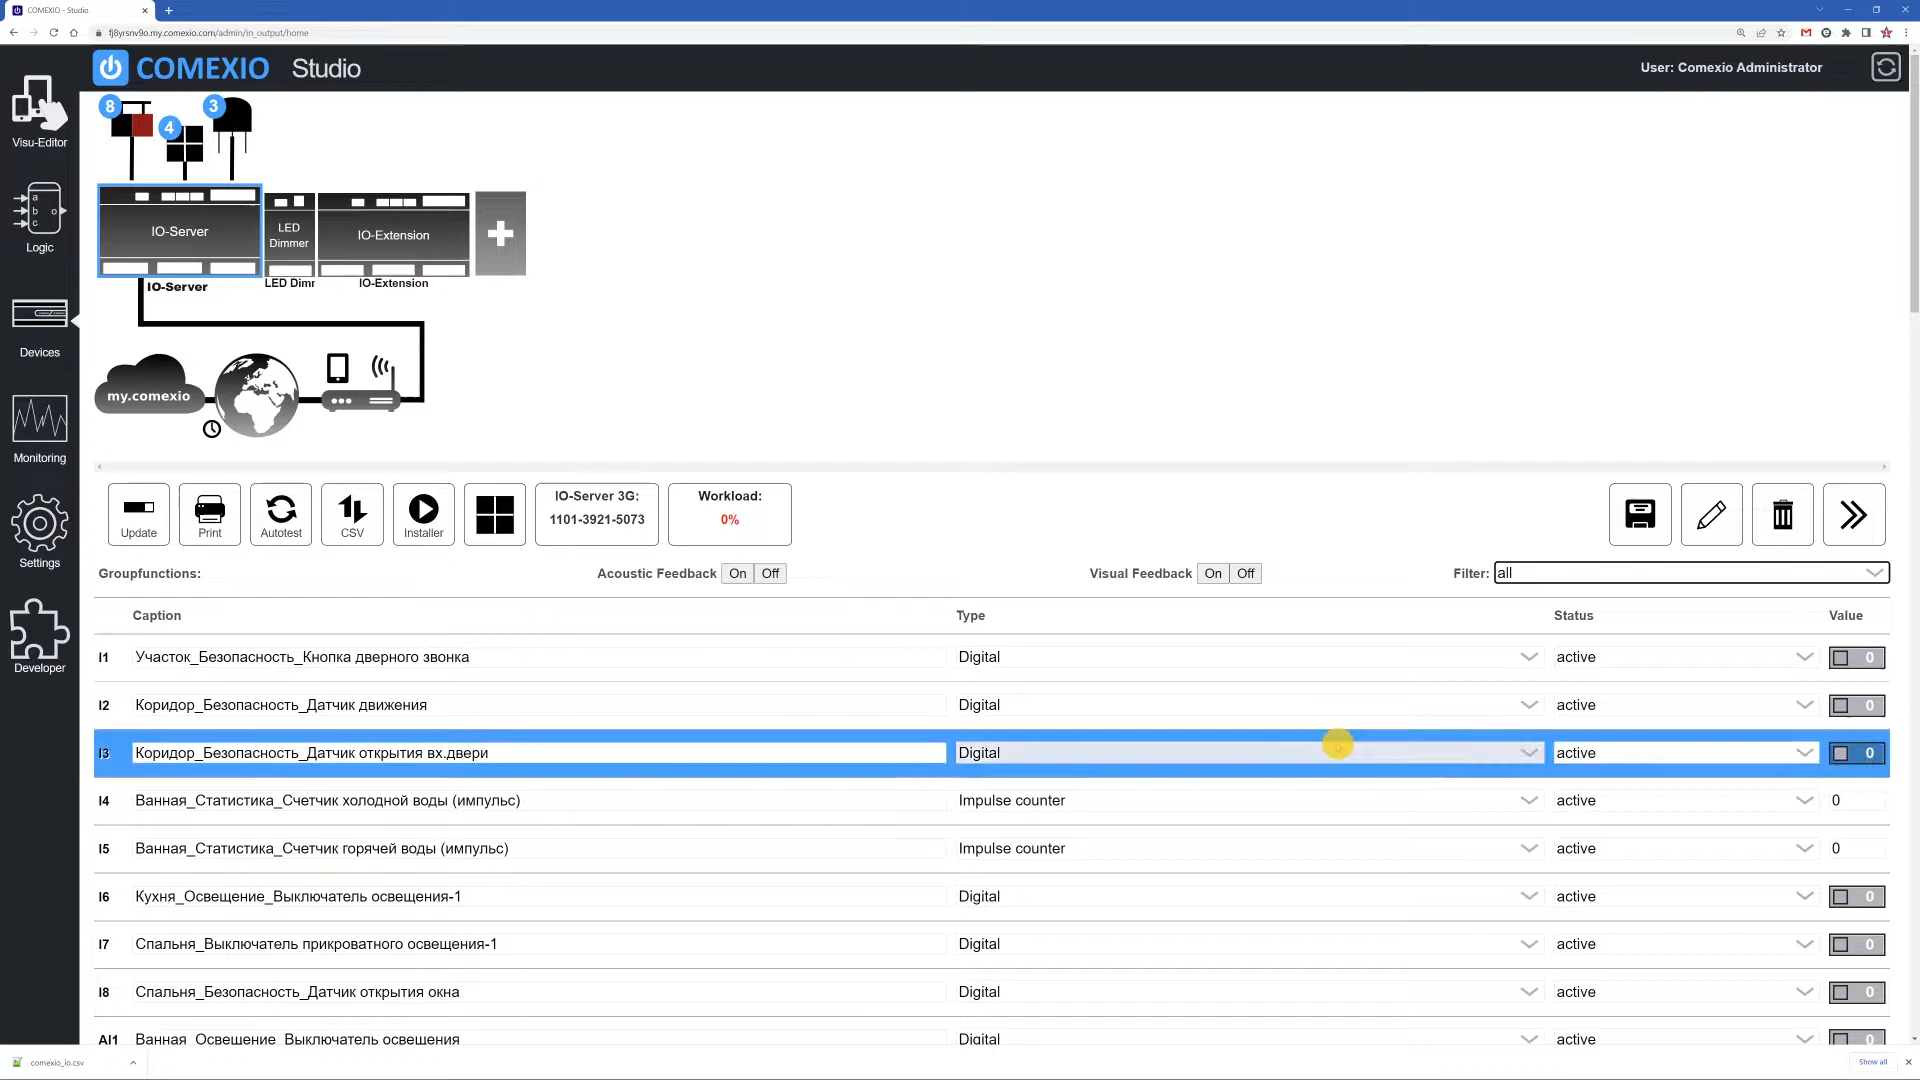 COMEXIO - Studio
fj8yrsnv9o.my.comexio.com/admin/in_output/home
COMEXIO Studio
User: Comexio Administrator
Visu-Editor
a
b o
c
Logic
Devices
Monitoring
Settings
Developer
8
4
3
IO-Server
LED
Dimmer
IO-Extension
IO-Server
LED Dimr
IO-Extension
my.comexio
Update
Print
Autotest
CSV
Installer
IO-Server 3G:
1101-3921-5073
Workload:
0%
Groupfunctions:
Acoustic Feedback On Off
Visual Feedback On Off
Filter: all
Caption Type Status Value
I1 Участок_Безопасность_Кнопка дверного звонка Digital active 0
I2 Коридор_Безопасность_Датчик движения Digital active 0
I3 Коридор_Безопасность_Датчик открытия вх.двери Digital active 0
I4 Ванная_Статистика_Счетчик холодной воды (импульс) Impulse counter active 0
I5 Ванная_Статистика_Счетчик горячей воды (импульс) Impulse counter active 0
I6 Кухня_Освещение_Выключатель освещения-1 Digital active 0
I7 Спальня_Выключатель прикроватного освещения-1 Digital active 0
I8 Спальня_Безопасность_Датчик открытия окна Digital active 0
AI1 Ванная_Освещение_Выключатель освещения Digital active 0
comexio_io.csv
Show all